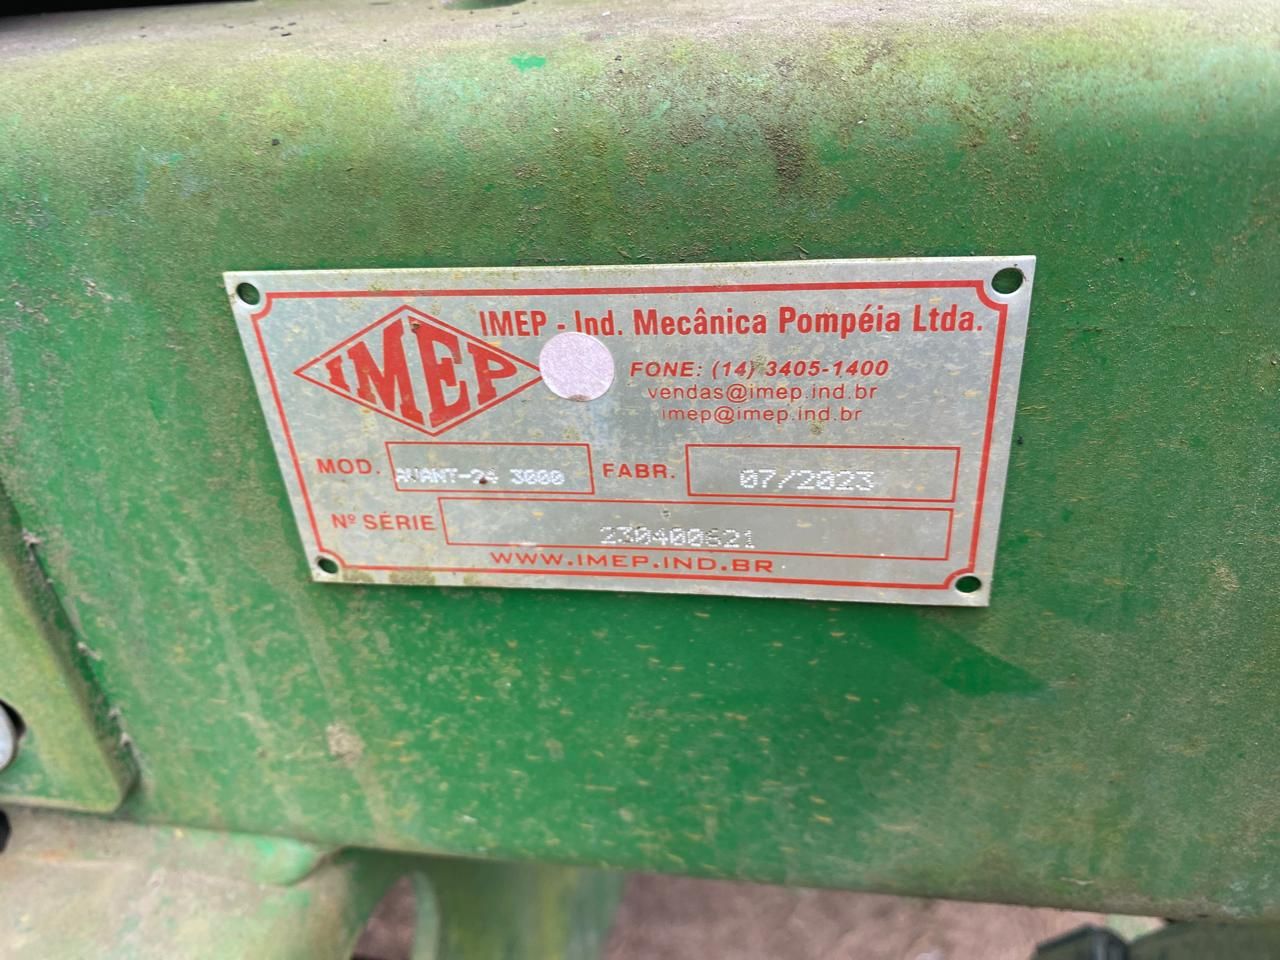 IMEP
IMEP - Ind. Mecânica Pompéia Ltda.
FONE: (14) 3405-1400
vendas@imep.ind.br
imep@imep.ind.br
MOD. AVANT-24 3000 FABR. 07/2023
Nº SÉRIE 230400621
WWW.IMEP.IND.BR